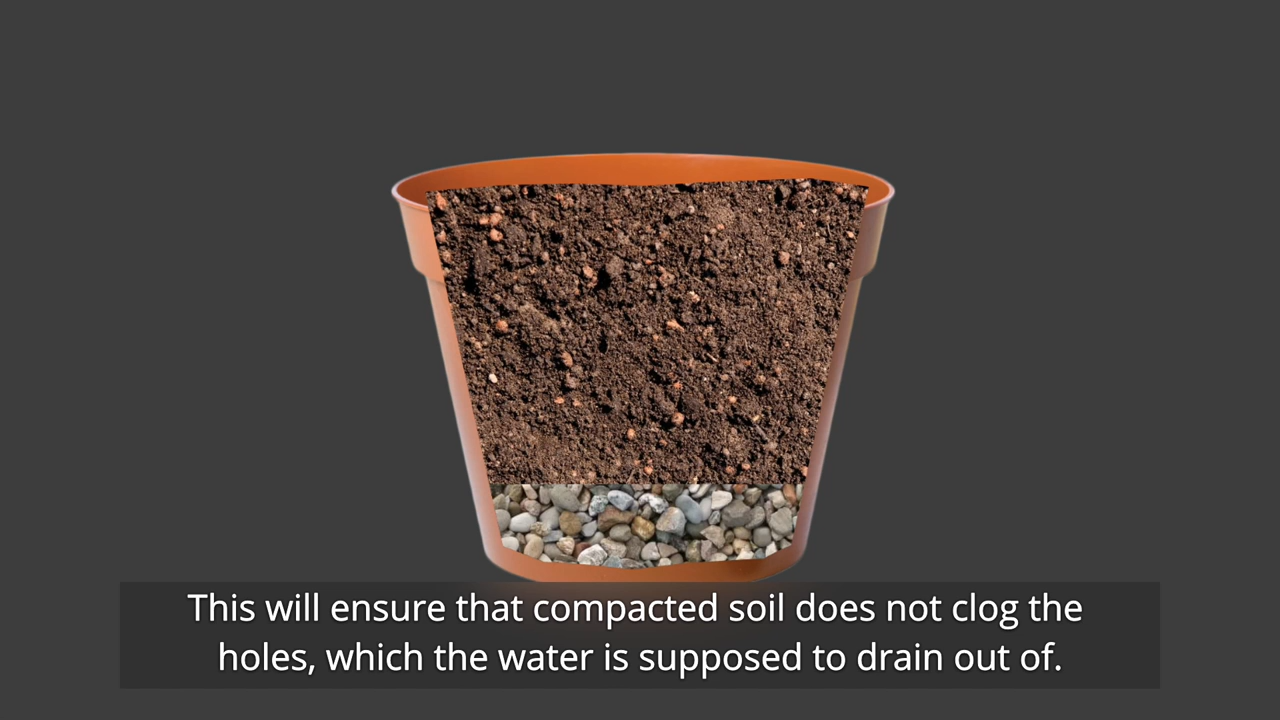 This will ensure that compacted soil does not clog the
holes, which the water is supposed to drain out of.